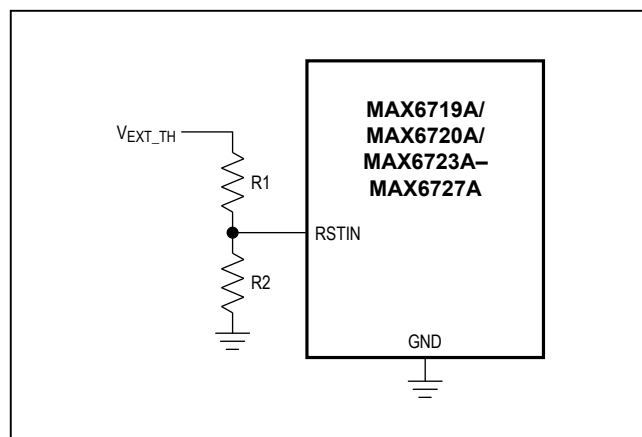 MAX6719A/
MAX6720A/
MAX6723A–
MAX6727A
VEXT_TH
R1
RSTIN
R2
GND